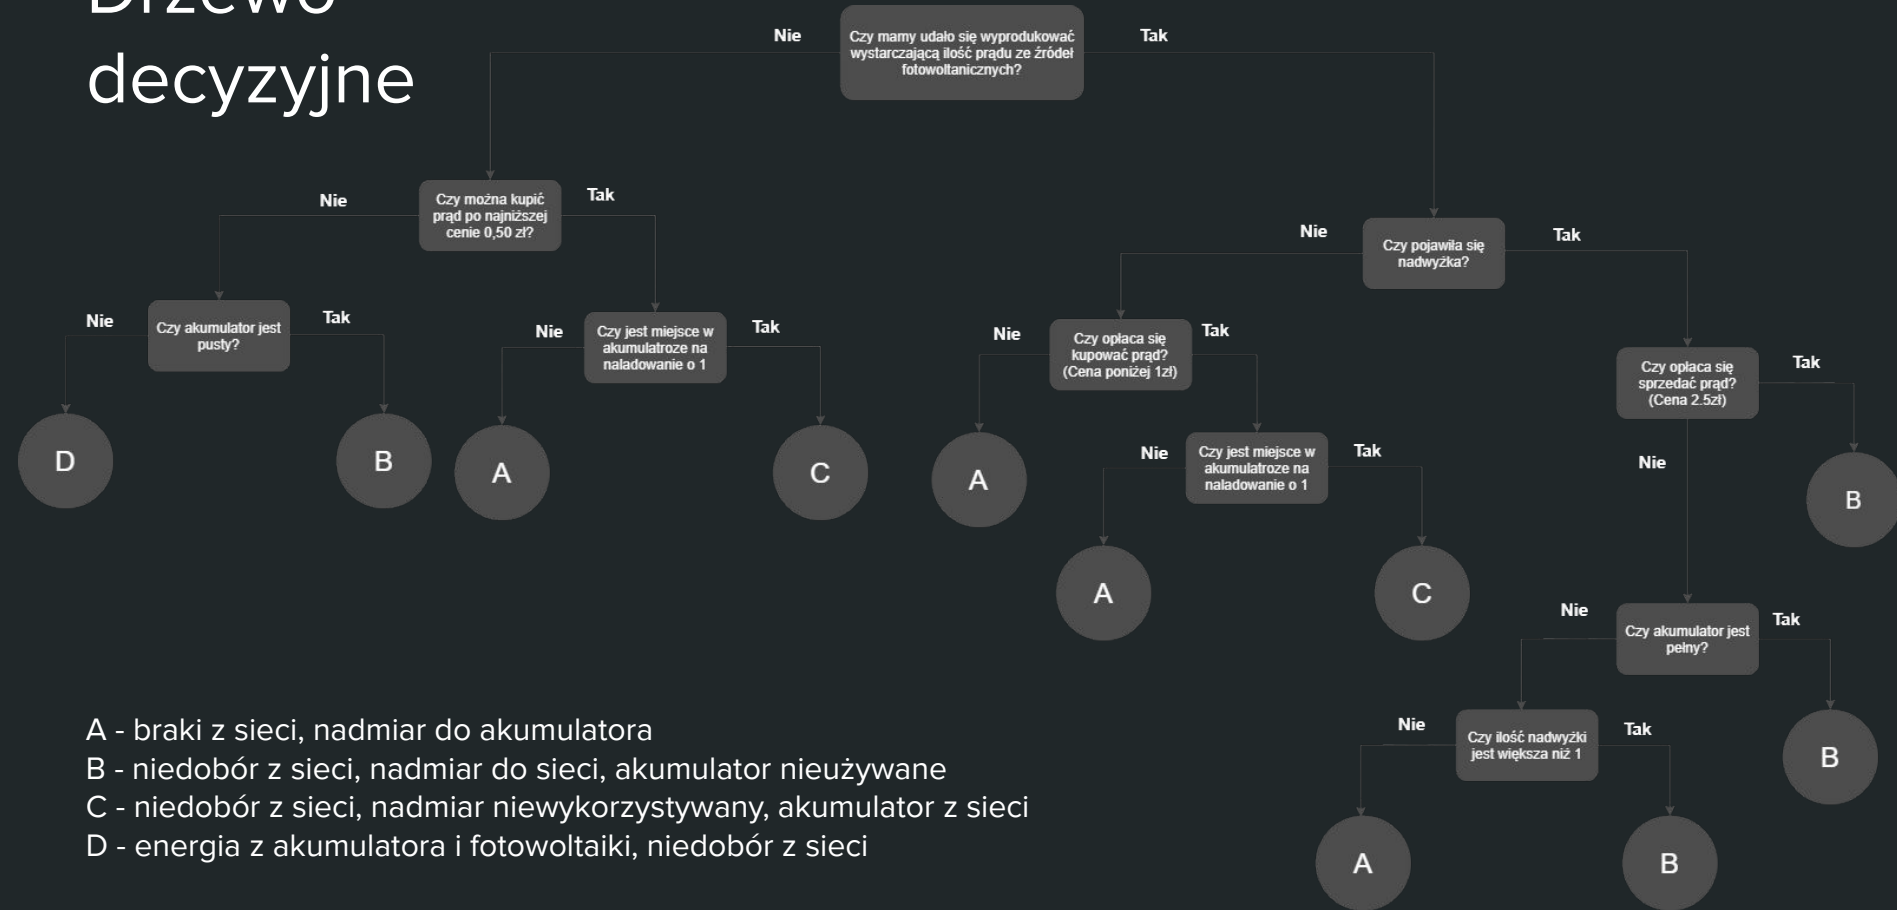 Drzewo
decyzyjne
Nie
Czy mamy udało się wyprodukować
wystarczającą ilość prądu ze źródeł
fotowoltanicznych?
Tak
Nie
Czy można kupić
prąd po najniższej
cenie 0,50 zł?
Tak
Nie
Czy pojawiła się
nadwyżka?
Tak
Nie
Czy akumulator jest
pusty?
Tak
Nie
Czy jest miejsce w
akumulatroze na
naladowanie o 1
Tak
Nie
Czy opłaca się
kupować prąd?
(Cena poniżej 1zł)
Tak
Czy opłaca się
sprzedać prąd?
(Cena 2.5zł)
Tak
Nie
D
B
A
C
A
Nie
Czy jest miejsce w
akumulatroze na
naladowanie o 1
Tak
B
A
C
Nie
Czy akumulator jest
pełny?
Tak
Nie
Czy ilość nadwyżki
jest większa niż 1
Tak
B
A
B
A - braki z sieci, nadmiar do akumulatora
B - niedobór z sieci, nadmiar do sieci, akumulator nieużywane
C - niedobór z sieci, nadmiar niewykorzystywany, akumulator z sieci
D - energia z akumulatora i fotowoltaiki, niedobór z sieci